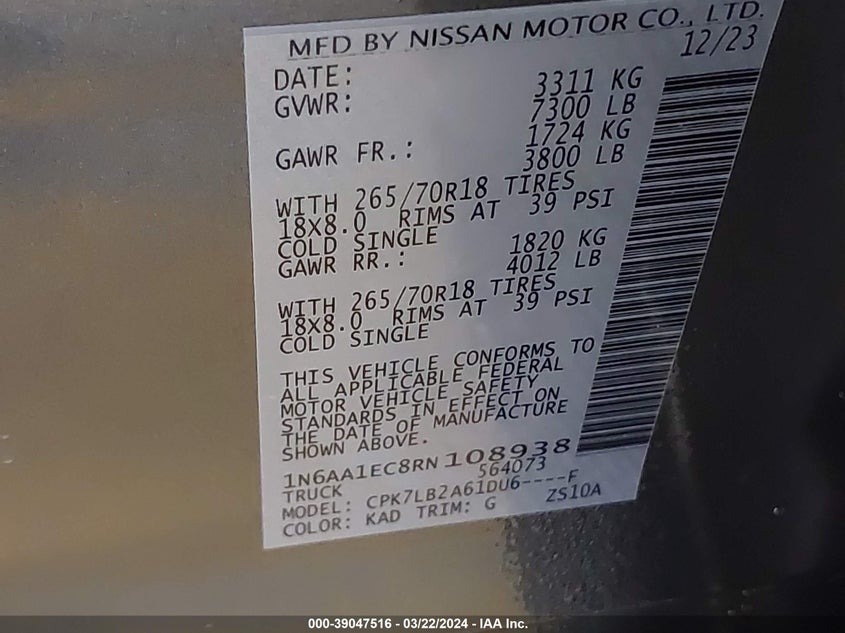 MFD BY NISSAN MOTOR CO., LTD.
DATE: 12/23
GVWR: 3311 KG
7300 LB
GAWR FR.: 1724 KG
3800 LB
WITH 265/70R18 TIRES
18X8.0 RIMS AT 39 PSI
COLD SINGLE
GAWR RR.: 1820 KG
4012 LB
WITH 265/70R18 TIRES
18X8.0 RIMS AT 39 PSI
COLD SINGLE
THIS VEHICLE CONFORMS TO
ALL APPLICABLE FEDERAL
MOTOR VEHICLE SAFETY
STANDARDS IN EFFECT ON
THE DATE OF MANUFACTURE
SHOWN ABOVE.
1N6AA1EC8RN108938
TRUCK 564073
MODEL: CPK7LB2A61DU6----F
COLOR: KAD TRIM: G ZS10A
000-39047516 - 03/22/2024 - IAA Inc.